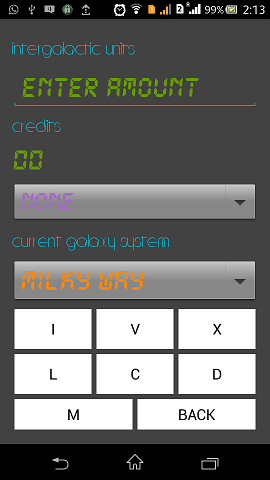 99% 2:13
intergalactic units
ENTER AMOUNT
credits
00
NONE
current galaxy system
MILKY WAY
I V X
L C D
M BACK